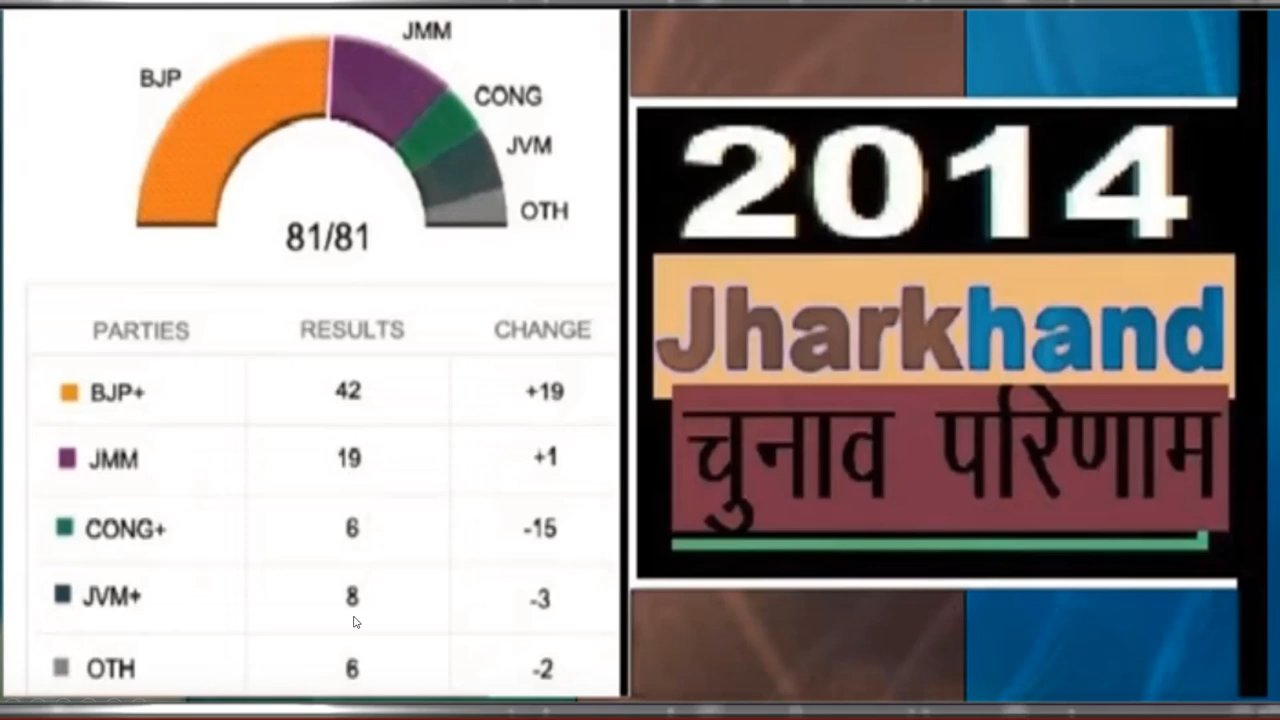 JMM
BJP
CONG
JVM
OTH
81/81
PARTIES RESULTS CHANGE
BJP+ 42 +19
JMM 19 +1
CONG+ 6 -15
JVM+ 8 -3
OTH 6 -2
2014
Jharkhand
चुनाव परिणाम